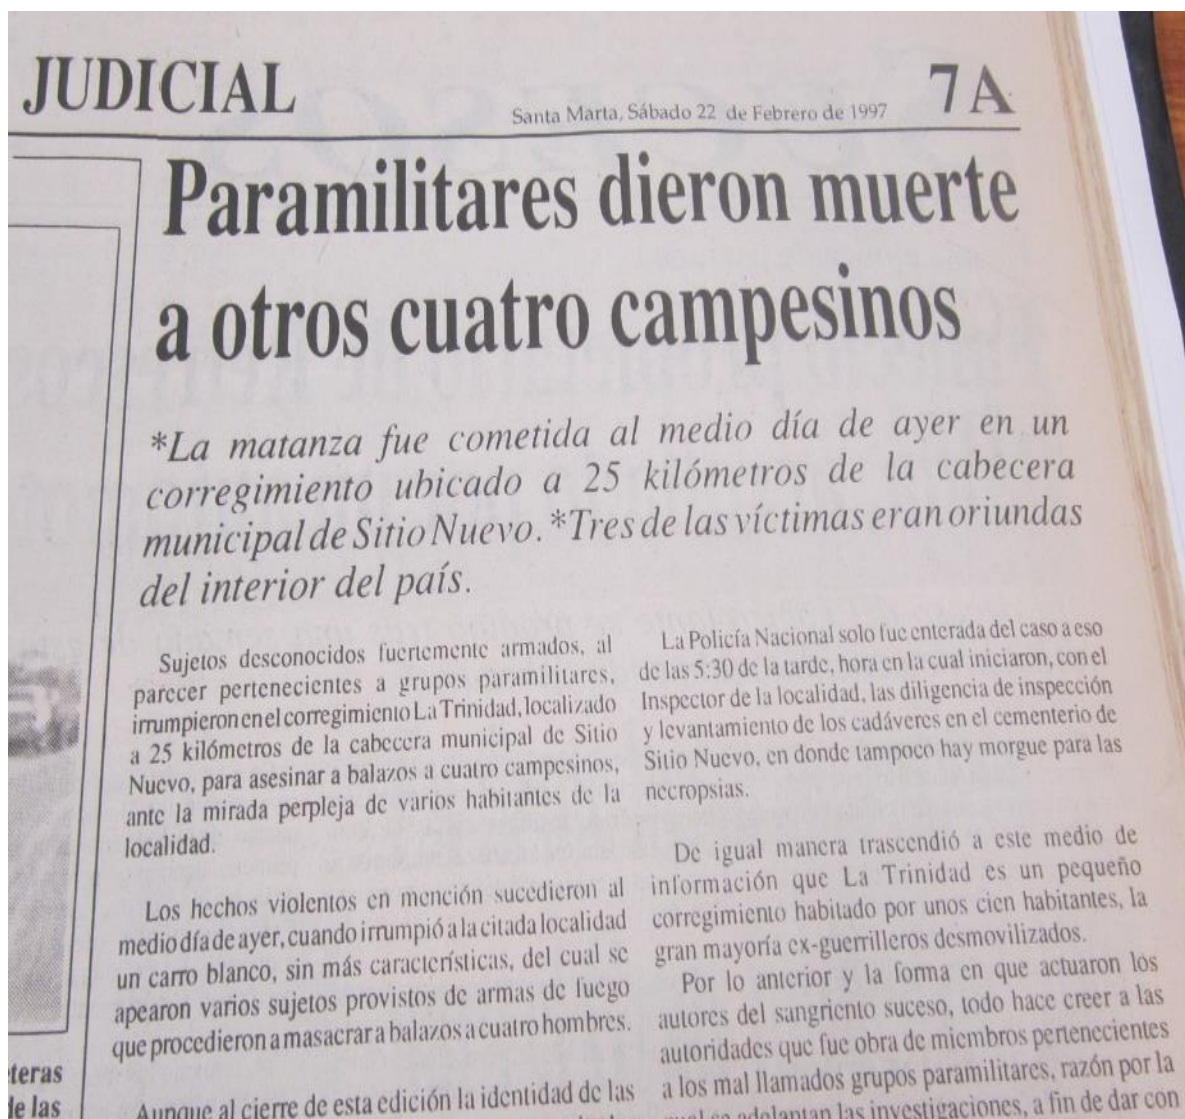 JUDICIAL
Santa Marta, Sábado 22 de Febrero de 1997
7A
Paramilitares dieron muerte
a otros cuatro campesinos
*La matanza fue cometida al medio día de ayer en un
corregimiento ubicado a 25 kilómetros de la cabecera
municipal de Sitio Nuevo. *Tres de las víctimas eran oriundas
del interior del país.
Sujetos desconocidos fuertemente armados, al
parecer pertenecientes a grupos paramilitares,
irrumpieron en el corregimiento La Trinidad, localizado
a 25 kilómetros de la cabecera municipal de Sitio
Nuevo, para asesinar a balazos a cuatro campesinos,
ante la mirada perpleja de varios habitantes de la
localidad.
Los hechos violentos en mención sucedieron al
medio día de ayer, cuando irrumpió a la citada localidad
un carro blanco, sin más características, del cual se
apearon varios sujetos provistos de armas de fuego
que procedieron a masacrar a balazos a cuatro hombres.
Aunque al cierre de esta edición la identidad de las
La Policía Nacional solo fue enterada del caso a eso
de las 5:30 de la tarde, hora en la cual iniciaron, con el
Inspector de la localidad, las diligencia de inspección
y levantamiento de los cadáveres en el cementerio de
Sitio Nuevo, en donde tampoco hay morgue para las
necropsias.
De igual manera trascendió a este medio de
información que La Trinidad es un pequeño
corregimiento habitado por unos cien habitantes, la
gran mayoría ex-guerrilleros desmovilizados.
Por lo anterior y la forma en que actuaron los
autores del sangriento suceso, todo hace creer a las
autoridades que fue obra de miembros pertenecientes
a los mal llamados grupos paramilitares, razón por la
cual se adelantan las investigaciones, a fin de dar con
teras
de las